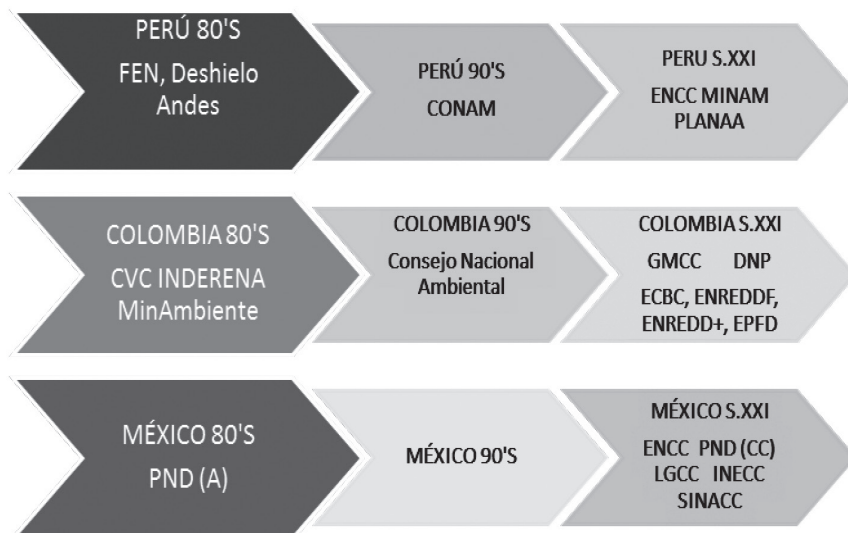 PERÚ 80'S
FEN, Deshielo
Andes
PERÚ 90'S
CONAM
PERU S.XXI
ENCC MINAM
PLANAA
COLOMBIA 80'S
CVC INDERENA
MinAmbiente
COLOMBIA 90'S
Consejo Nacional
Ambiental
COLOMBIA S.XXI
GMCC DNP
ECBC, ENREDDF,
ENREDD+, EPFD
MÉXICO 80'S
PND (A)
MÉXICO 90'S
MÉXICO S.XXI
ENCC PND (CC)
LGCC INECC
SINACC